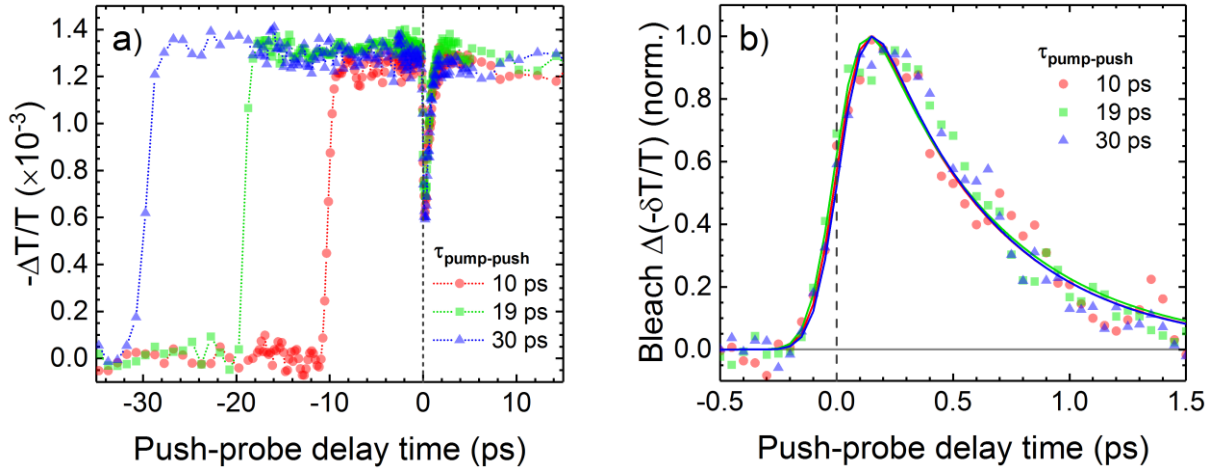 a)
-ΔT/T (×10⁻³)
1.4
1.2
1.0
0.8
0.6
0.4
0.2
0.0
τpump-push
10 ps
19 ps
30 ps
-30 -20 -10 0 10
Push-probe delay time (ps)
b)
Bleach Δ(-δT/T) (norm.)
1.0
0.8
0.6
0.4
0.2
0.0
τpump-push
10 ps
19 ps
30 ps
-0.5 0.0 0.5 1.0 1.5
Push-probe delay time (ps)